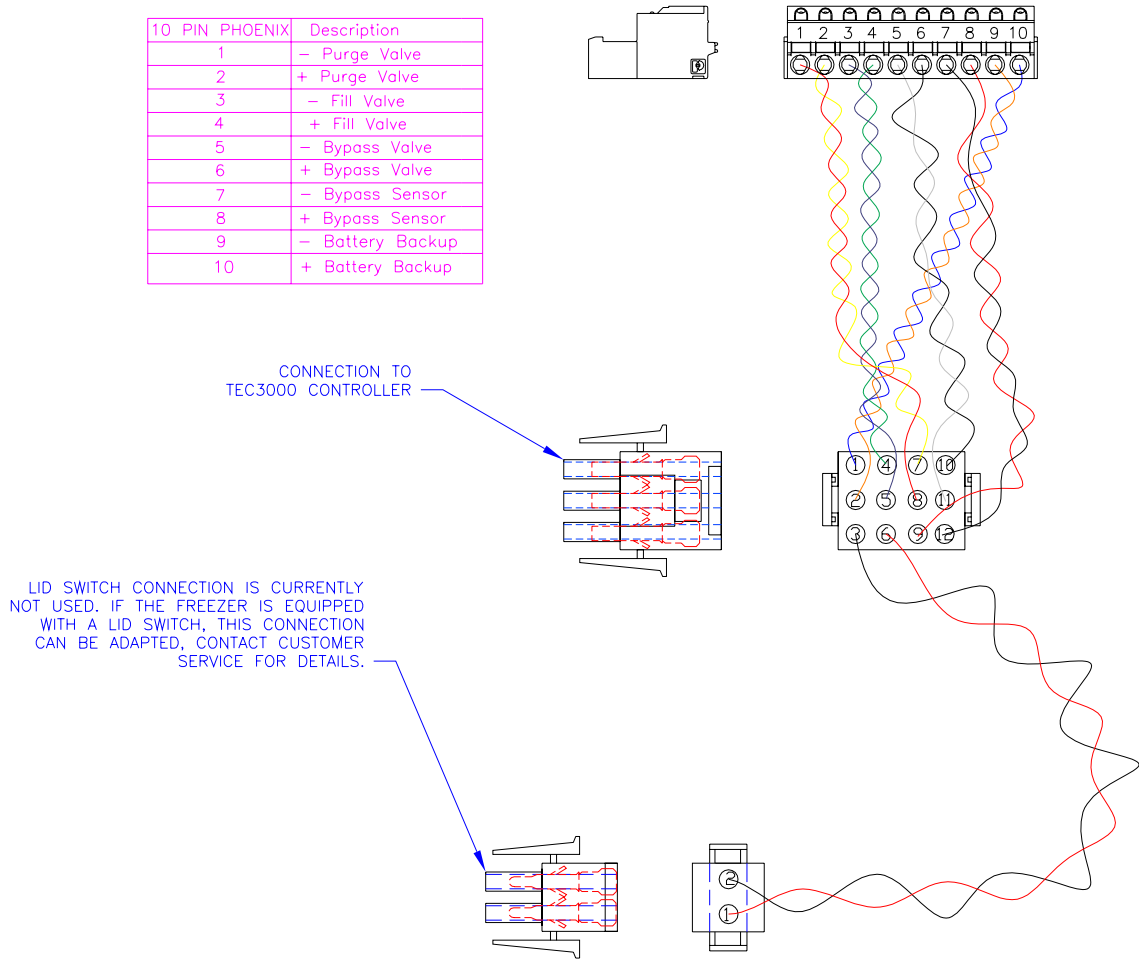 10 PIN PHOENIX Description
1 - Purge Valve
2 + Purge Valve
3 - Fill Valve
4 + Fill Valve
5 - Bypass Valve
6 + Bypass Valve
7 - Bypass Sensor
8 + Bypass Sensor
9 - Battery Backup
10 + Battery Backup
1 2 3 4 5 6 7 8 9 10
CONNECTION TO
TEC3000 CONTROLLER
1 4 7 10
2 5 8 11
3 6 9 12
LID SWITCH CONNECTION IS CURRENTLY
NOT USED. IF THE FREEZER IS EQUIPPED
WITH A LID SWITCH, THIS CONNECTION
CAN BE ADAPTED, CONTACT CUSTOMER
SERVICE FOR DETAILS.
2
1